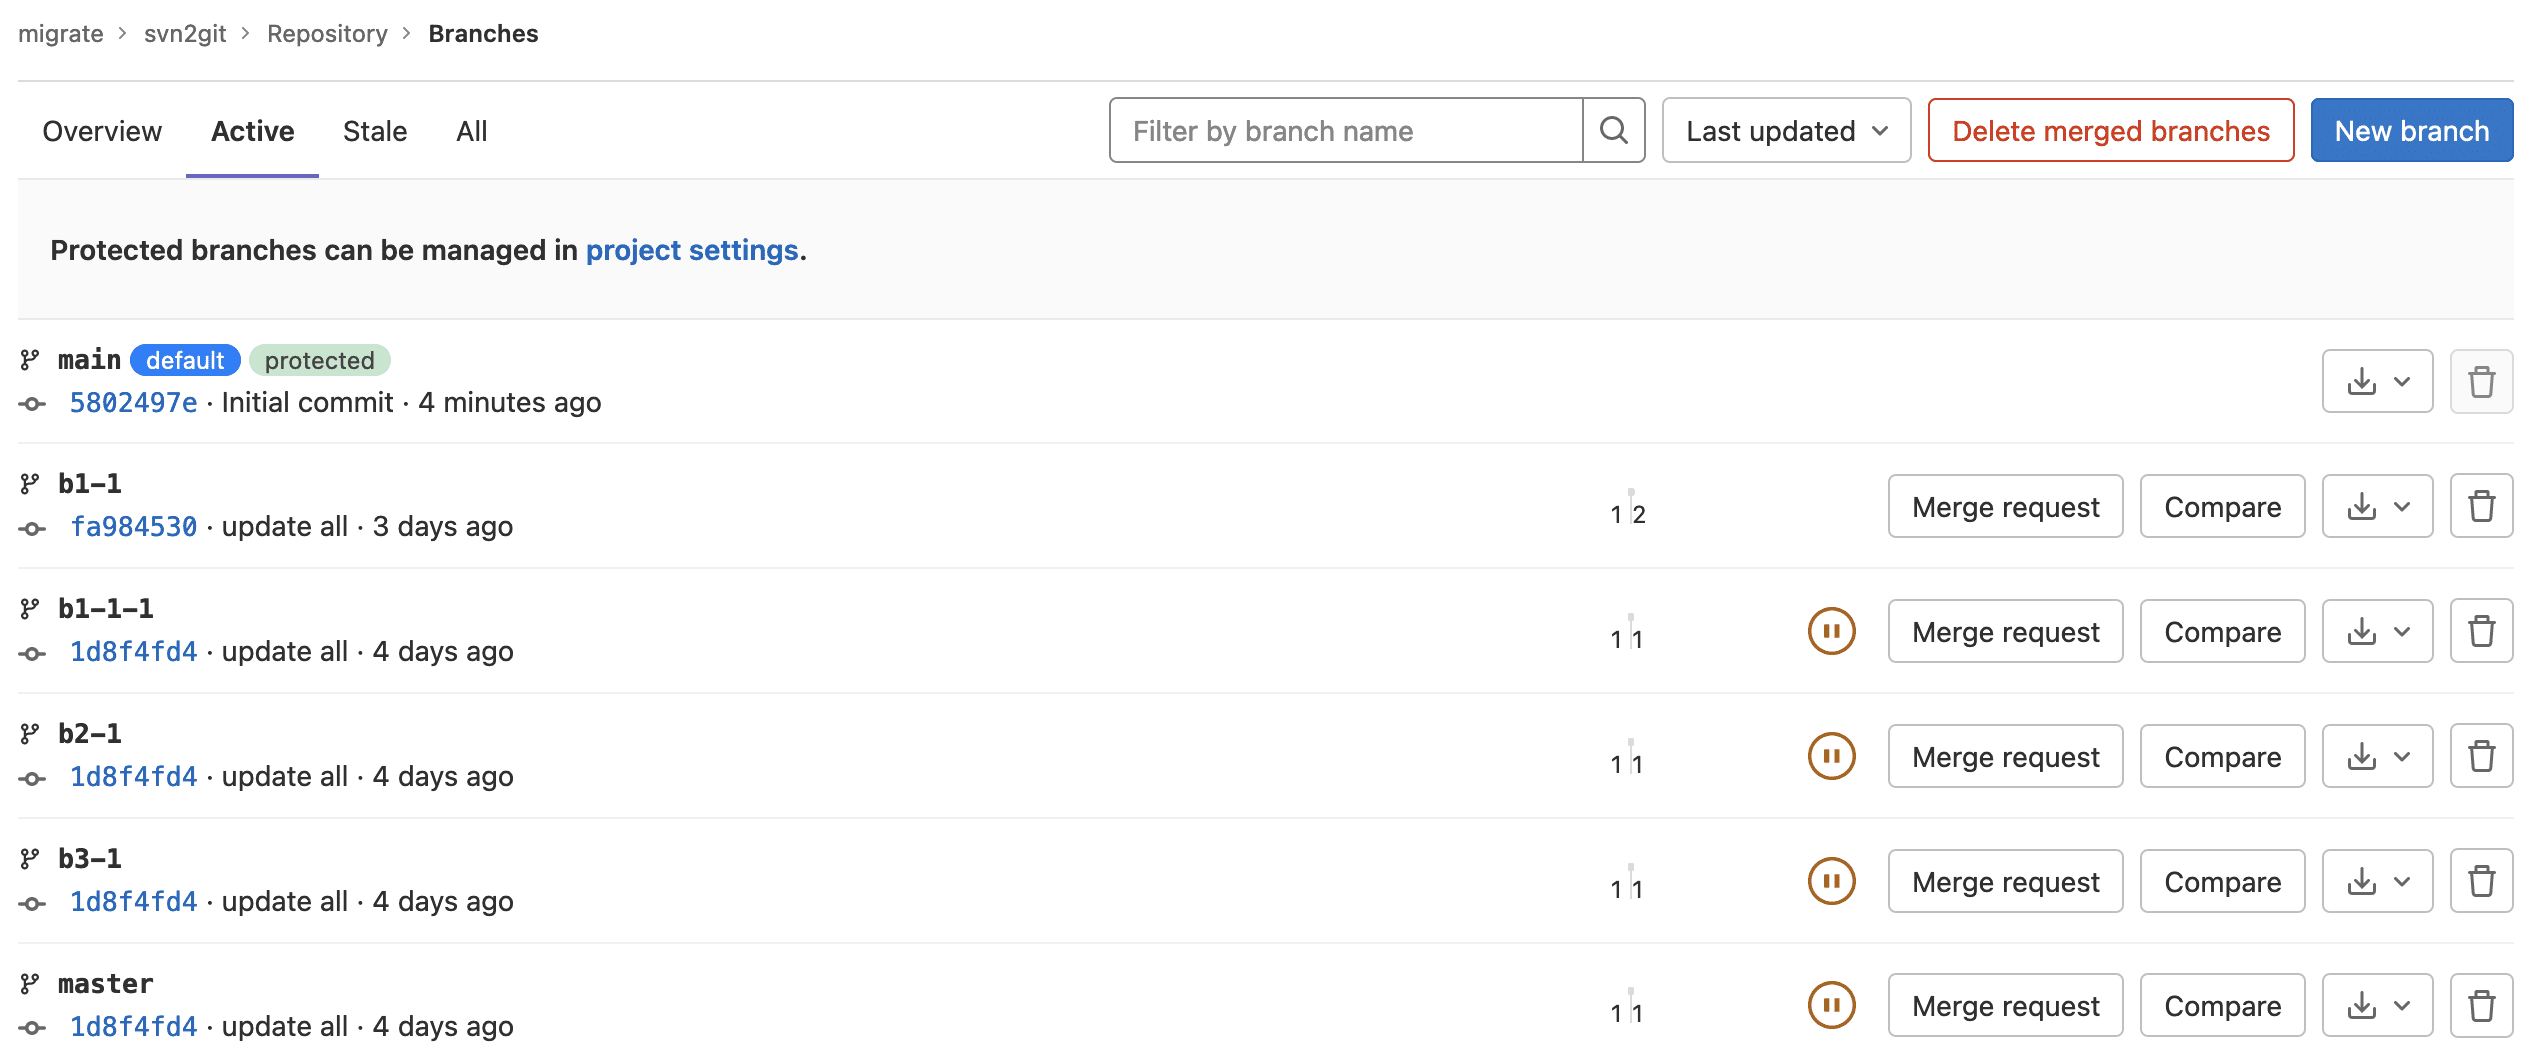 migrate > svn2git > Repository > Branches
Overview Active Stale All Filter by branch name Last updated Delete merged branches New branch
Protected branches can be managed in project settings.
main default protected
5802497e · Initial commit · 4 minutes ago
b1-1
fa984530 · update all · 3 days ago
1 2 Merge request Compare
b1-1-1
1d8f4fd4 · update all · 4 days ago
1 1 Merge request Compare
b2-1
1d8f4fd4 · update all · 4 days ago
1 1 Merge request Compare
b3-1
1d8f4fd4 · update all · 4 days ago
1 1 Merge request Compare
master
1d8f4fd4 · update all · 4 days ago
1 1 Merge request Compare